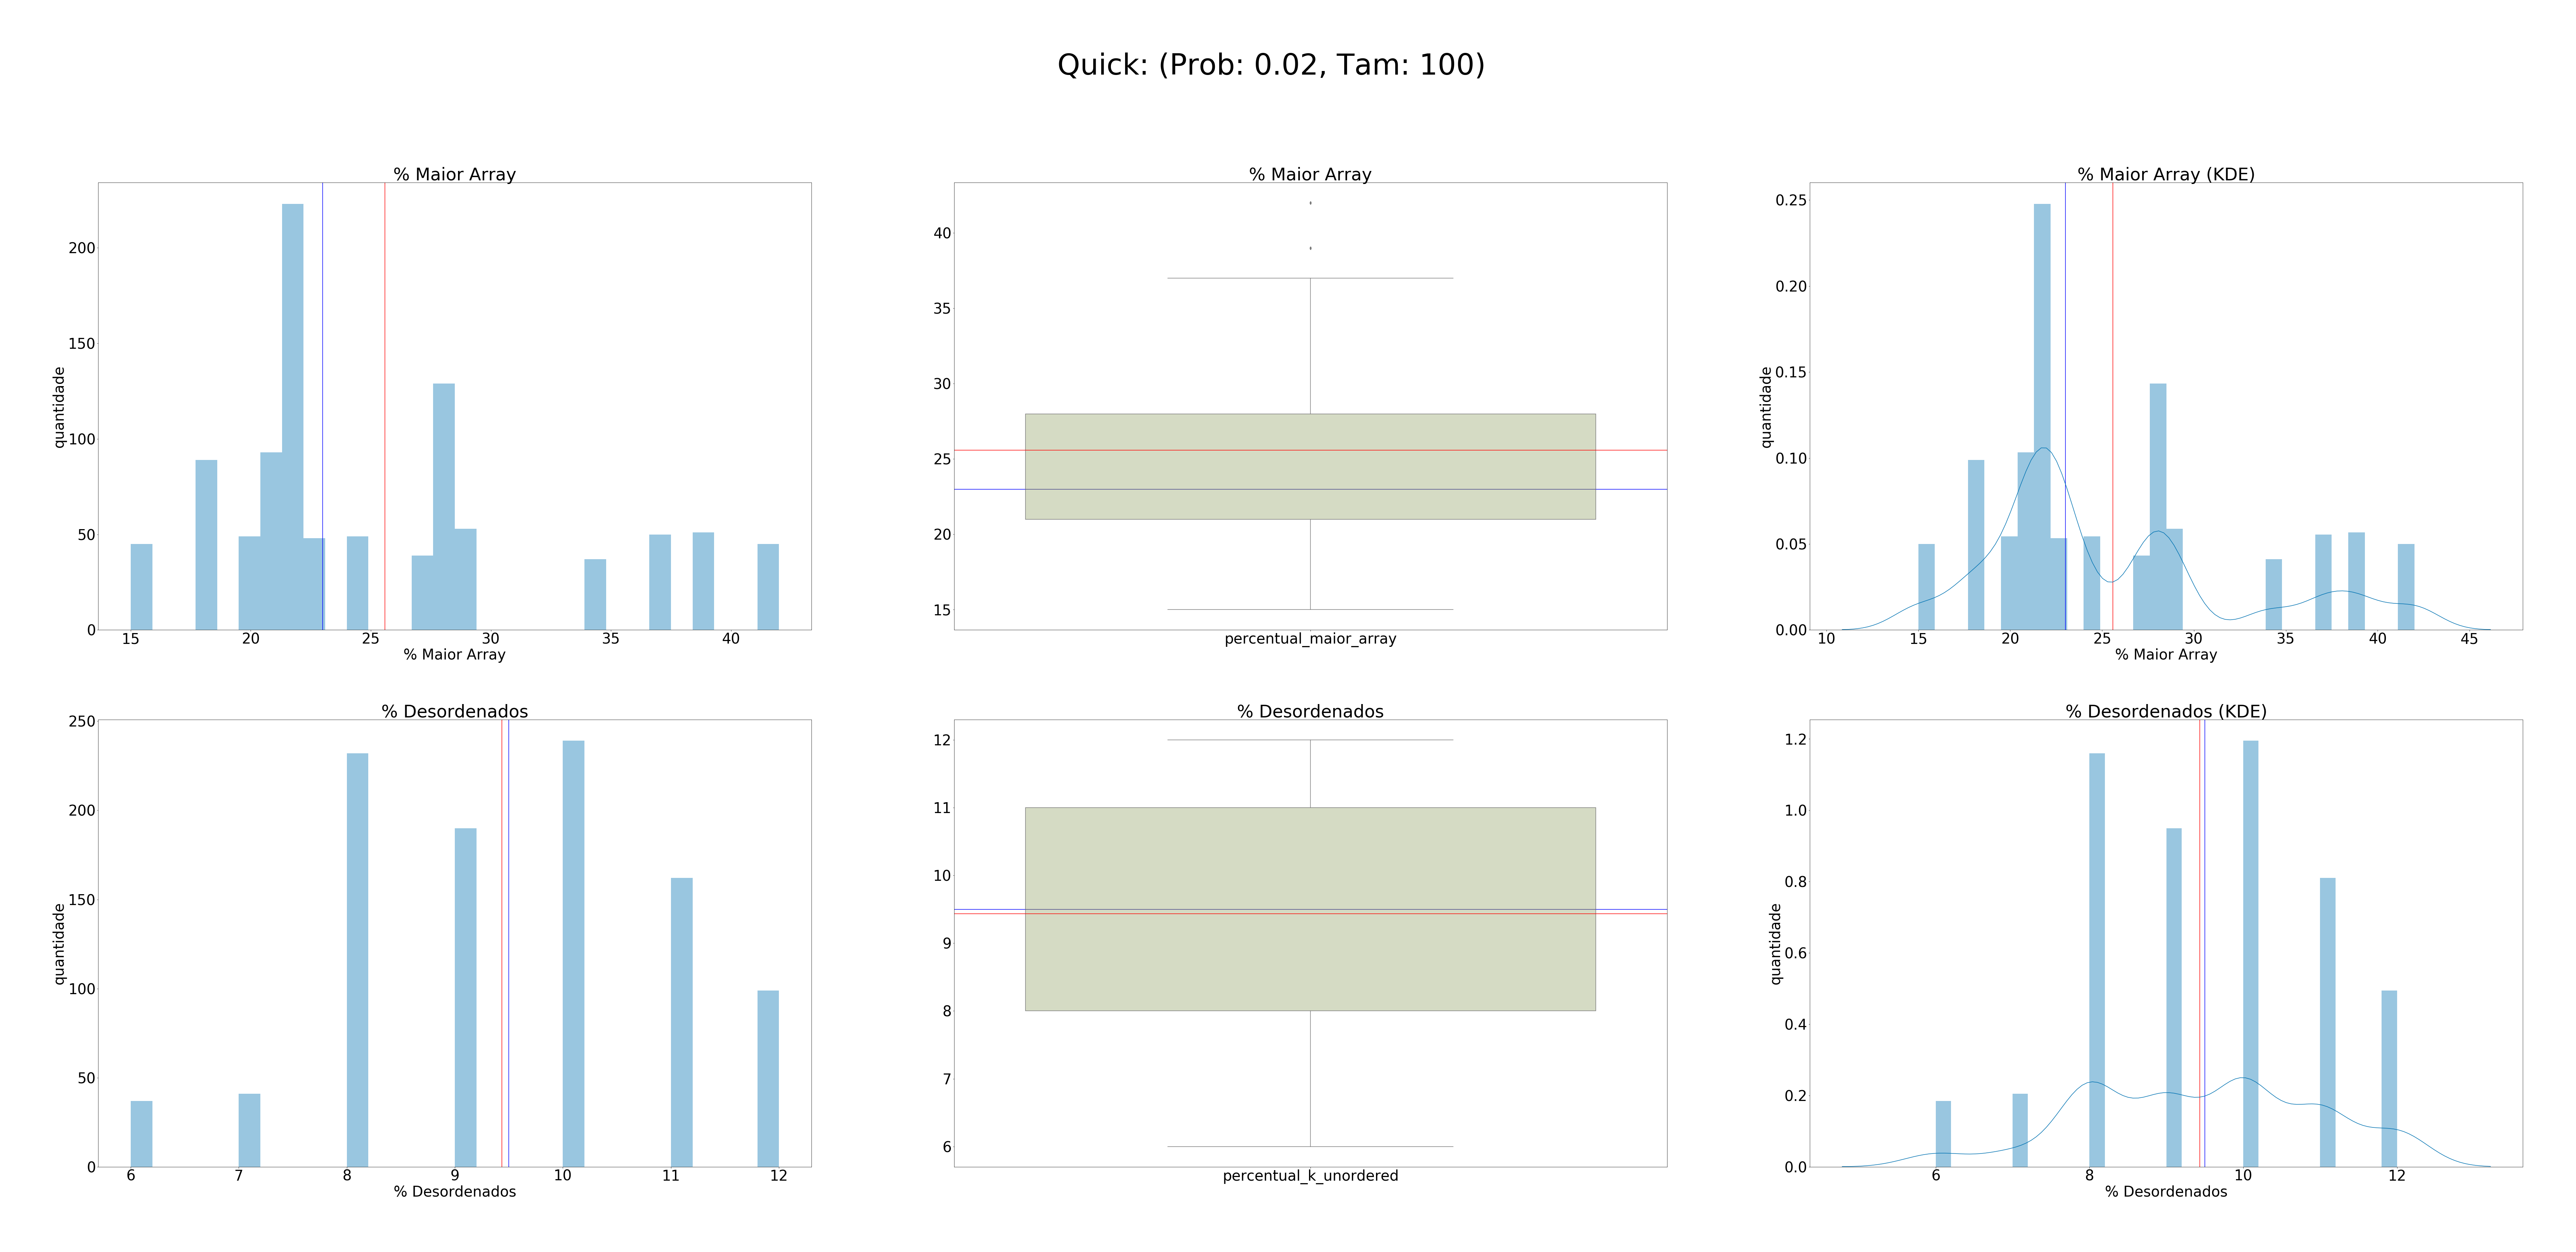 Quick: (Prob: 0.02, Tam: 100)
% Maior Array
quantidade
200
150
100
50
0
15 20 25 30 35 40
% Maior Array
% Maior Array
40
35
30
25
20
15
percentual_maior_array
% Maior Array (KDE)
quantidade
0.25
0.20
0.15
0.10
0.05
0.00
10 15 20 25 30 35 40 45
% Maior Array
% Desordenados
quantidade
250
200
150
100
50
0
6 7 8 9 10 11 12
% Desordenados
% Desordenados
12
11
10
9
8
7
6
percentual_k_unordered
% Desordenados (KDE)
quantidade
1.2
1.0
0.8
0.6
0.4
0.2
0.0
6 8 10 12
% Desordenados